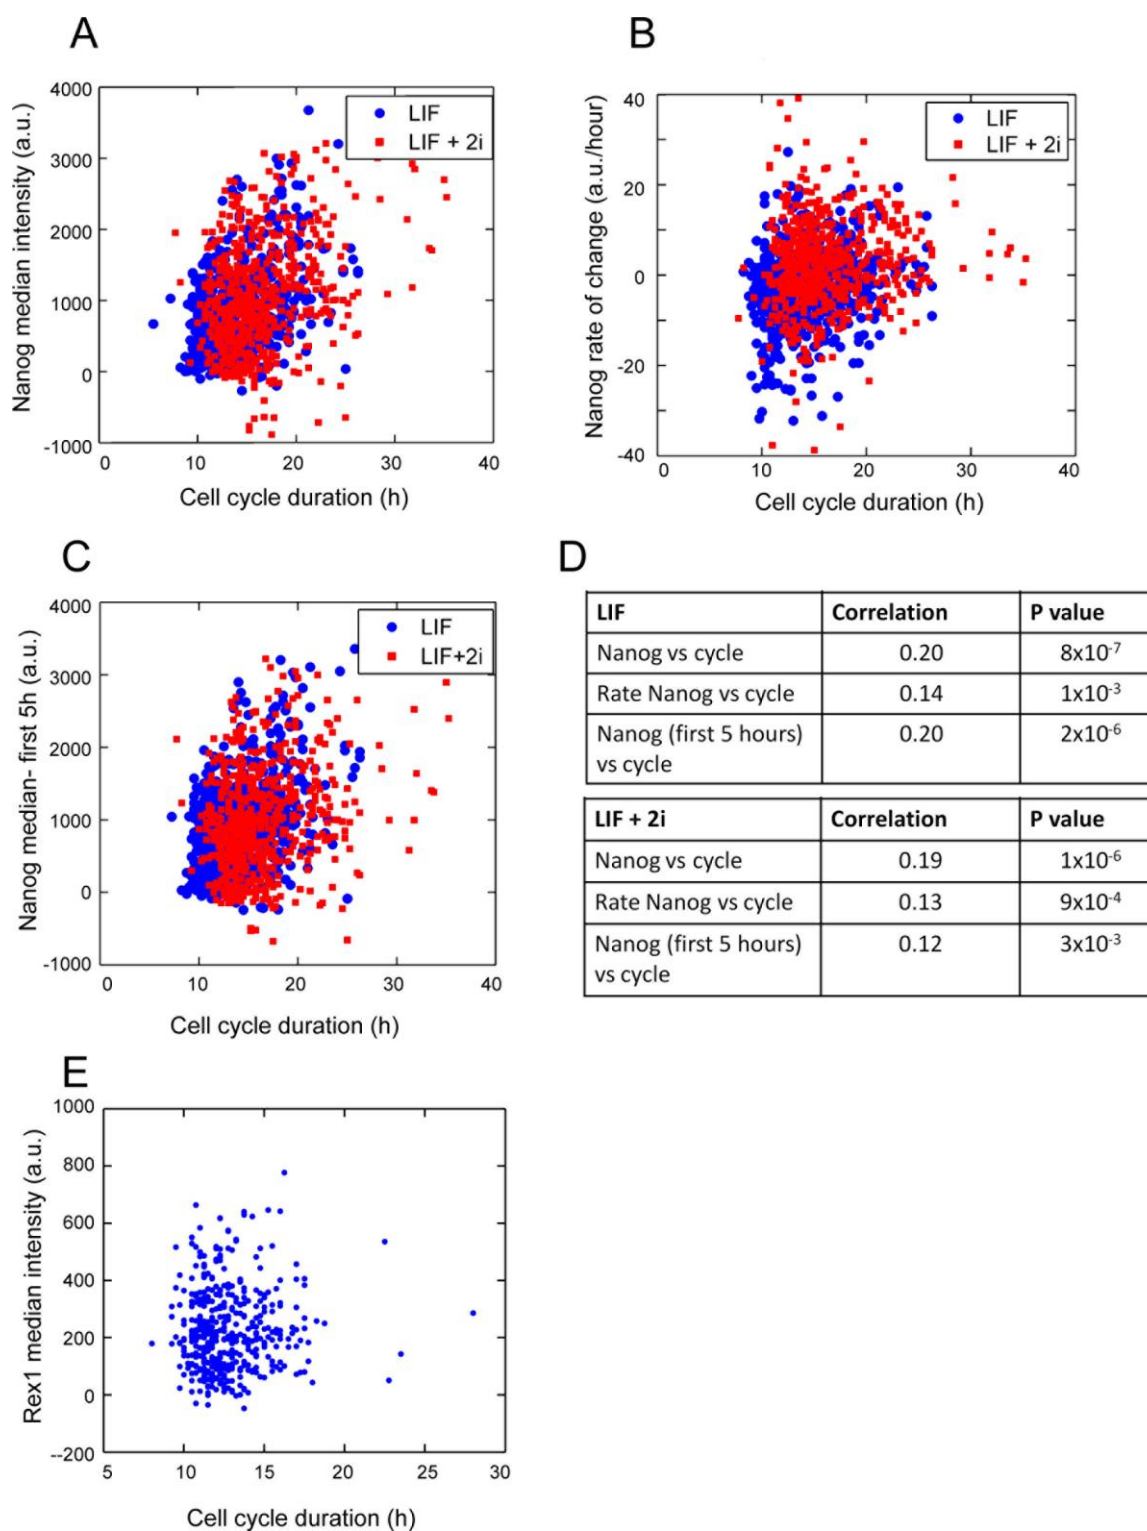 A
B
4000
3000
2000
1000
0
-1000
0
10
20
30
40
Nanog median intensity (a.u.)
Cell cycle duration (h)
LIF
LIF + 2i
40
20
0
-20
-40
0
10
20
30
40
Nanog rate of change (a.u./hour)
Cell cycle duration (h)
LIF
LIF + 2i
C
4000
3000
2000
1000
0
-1000
0
10
20
30
40
Nanog median- first 5h (a.u.)
Cell cycle duration (h)
LIF
LIF+2i
D
LIF Correlation P value
Nanog vs cycle 0.20 8x10⁻⁷
Rate Nanog vs cycle 0.14 1x10⁻³
Nanog (first 5 hours) 0.20 2x10⁻⁶
vs cycle
LIF + 2i Correlation P value
Nanog vs cycle 0.19 1x10⁻⁶
Rate Nanog vs cycle 0.13 9x10⁻⁴
Nanog (first 5 hours) 0.12 3x10⁻³
vs cycle
E
1000
800
600
400
200
0
--200
5
10
15
20
25
30
Rex1 median intensity (a.u.)
Cell cycle duration (h)